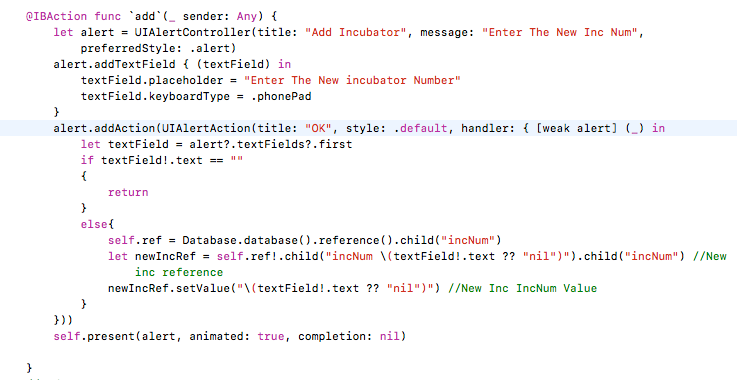 @IBAction func `add`(_ sender: Any) {
let alert = UIAlertController(title: "Add Incubator", message: "Enter The New Inc Num",
preferredStyle: .alert)
alert.addTextField { (textField) in
textField.placeholder = "Enter The New incubator Number"
textField.keyboardType = .phonePad
}
alert.addAction(UIAlertAction(title: "OK", style: .default, handler: { [weak alert] (_) in
let textField = alert?.textFields?.first
if textField!.text == ""
{
return
}
else{
self.ref = Database.database().reference().child("incNum")
let newIncRef = self.ref!.child("incNum \(textField!.text ?? "nil")").child("incNum") //New
inc reference
newIncRef.setValue("\(textField!.text ?? "nil")") //New Inc IncNum Value
}
}))
self.present(alert, animated: true, completion: nil)
}